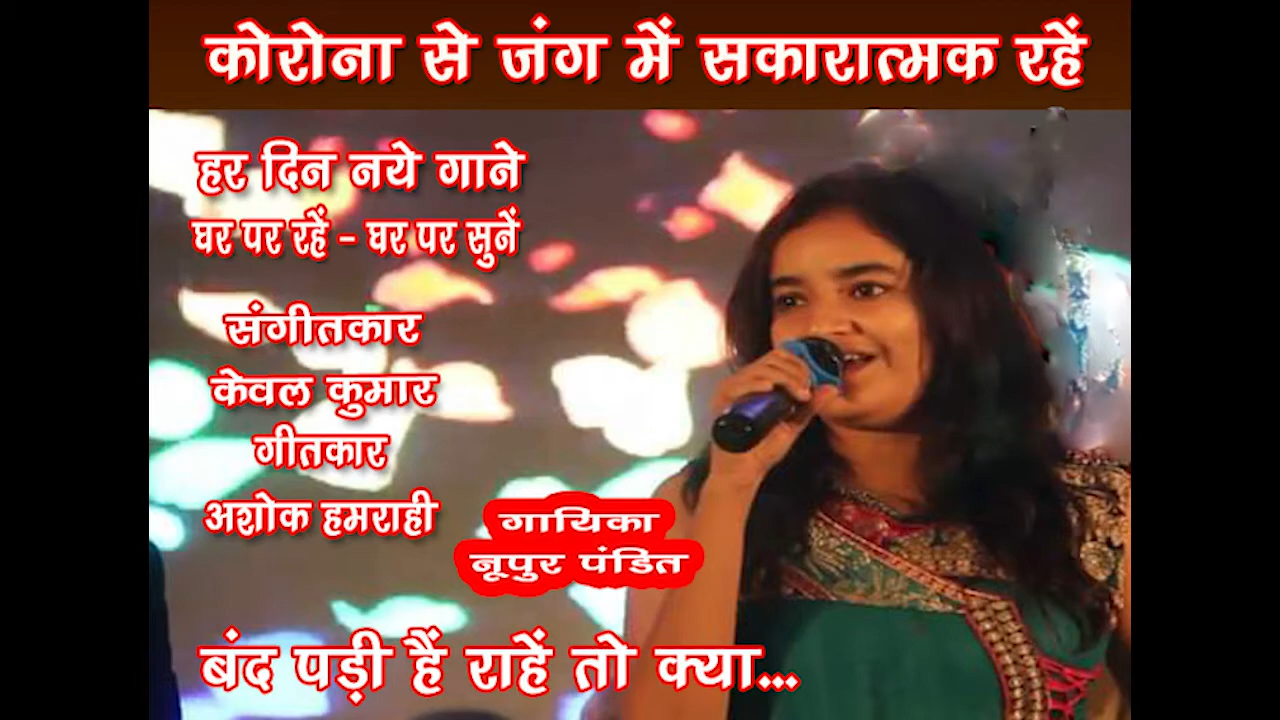 कोरोना से जंग में सकारात्मक रहें
हर दिन नये गाने
घर पर रहें - घर पर सुनें
संगीतकार
केवल कुमार
गीतकार
अशोक हमराही
गायिका
नूपुर पंडित
बंद पड़ी हैं राहें तो क्या...